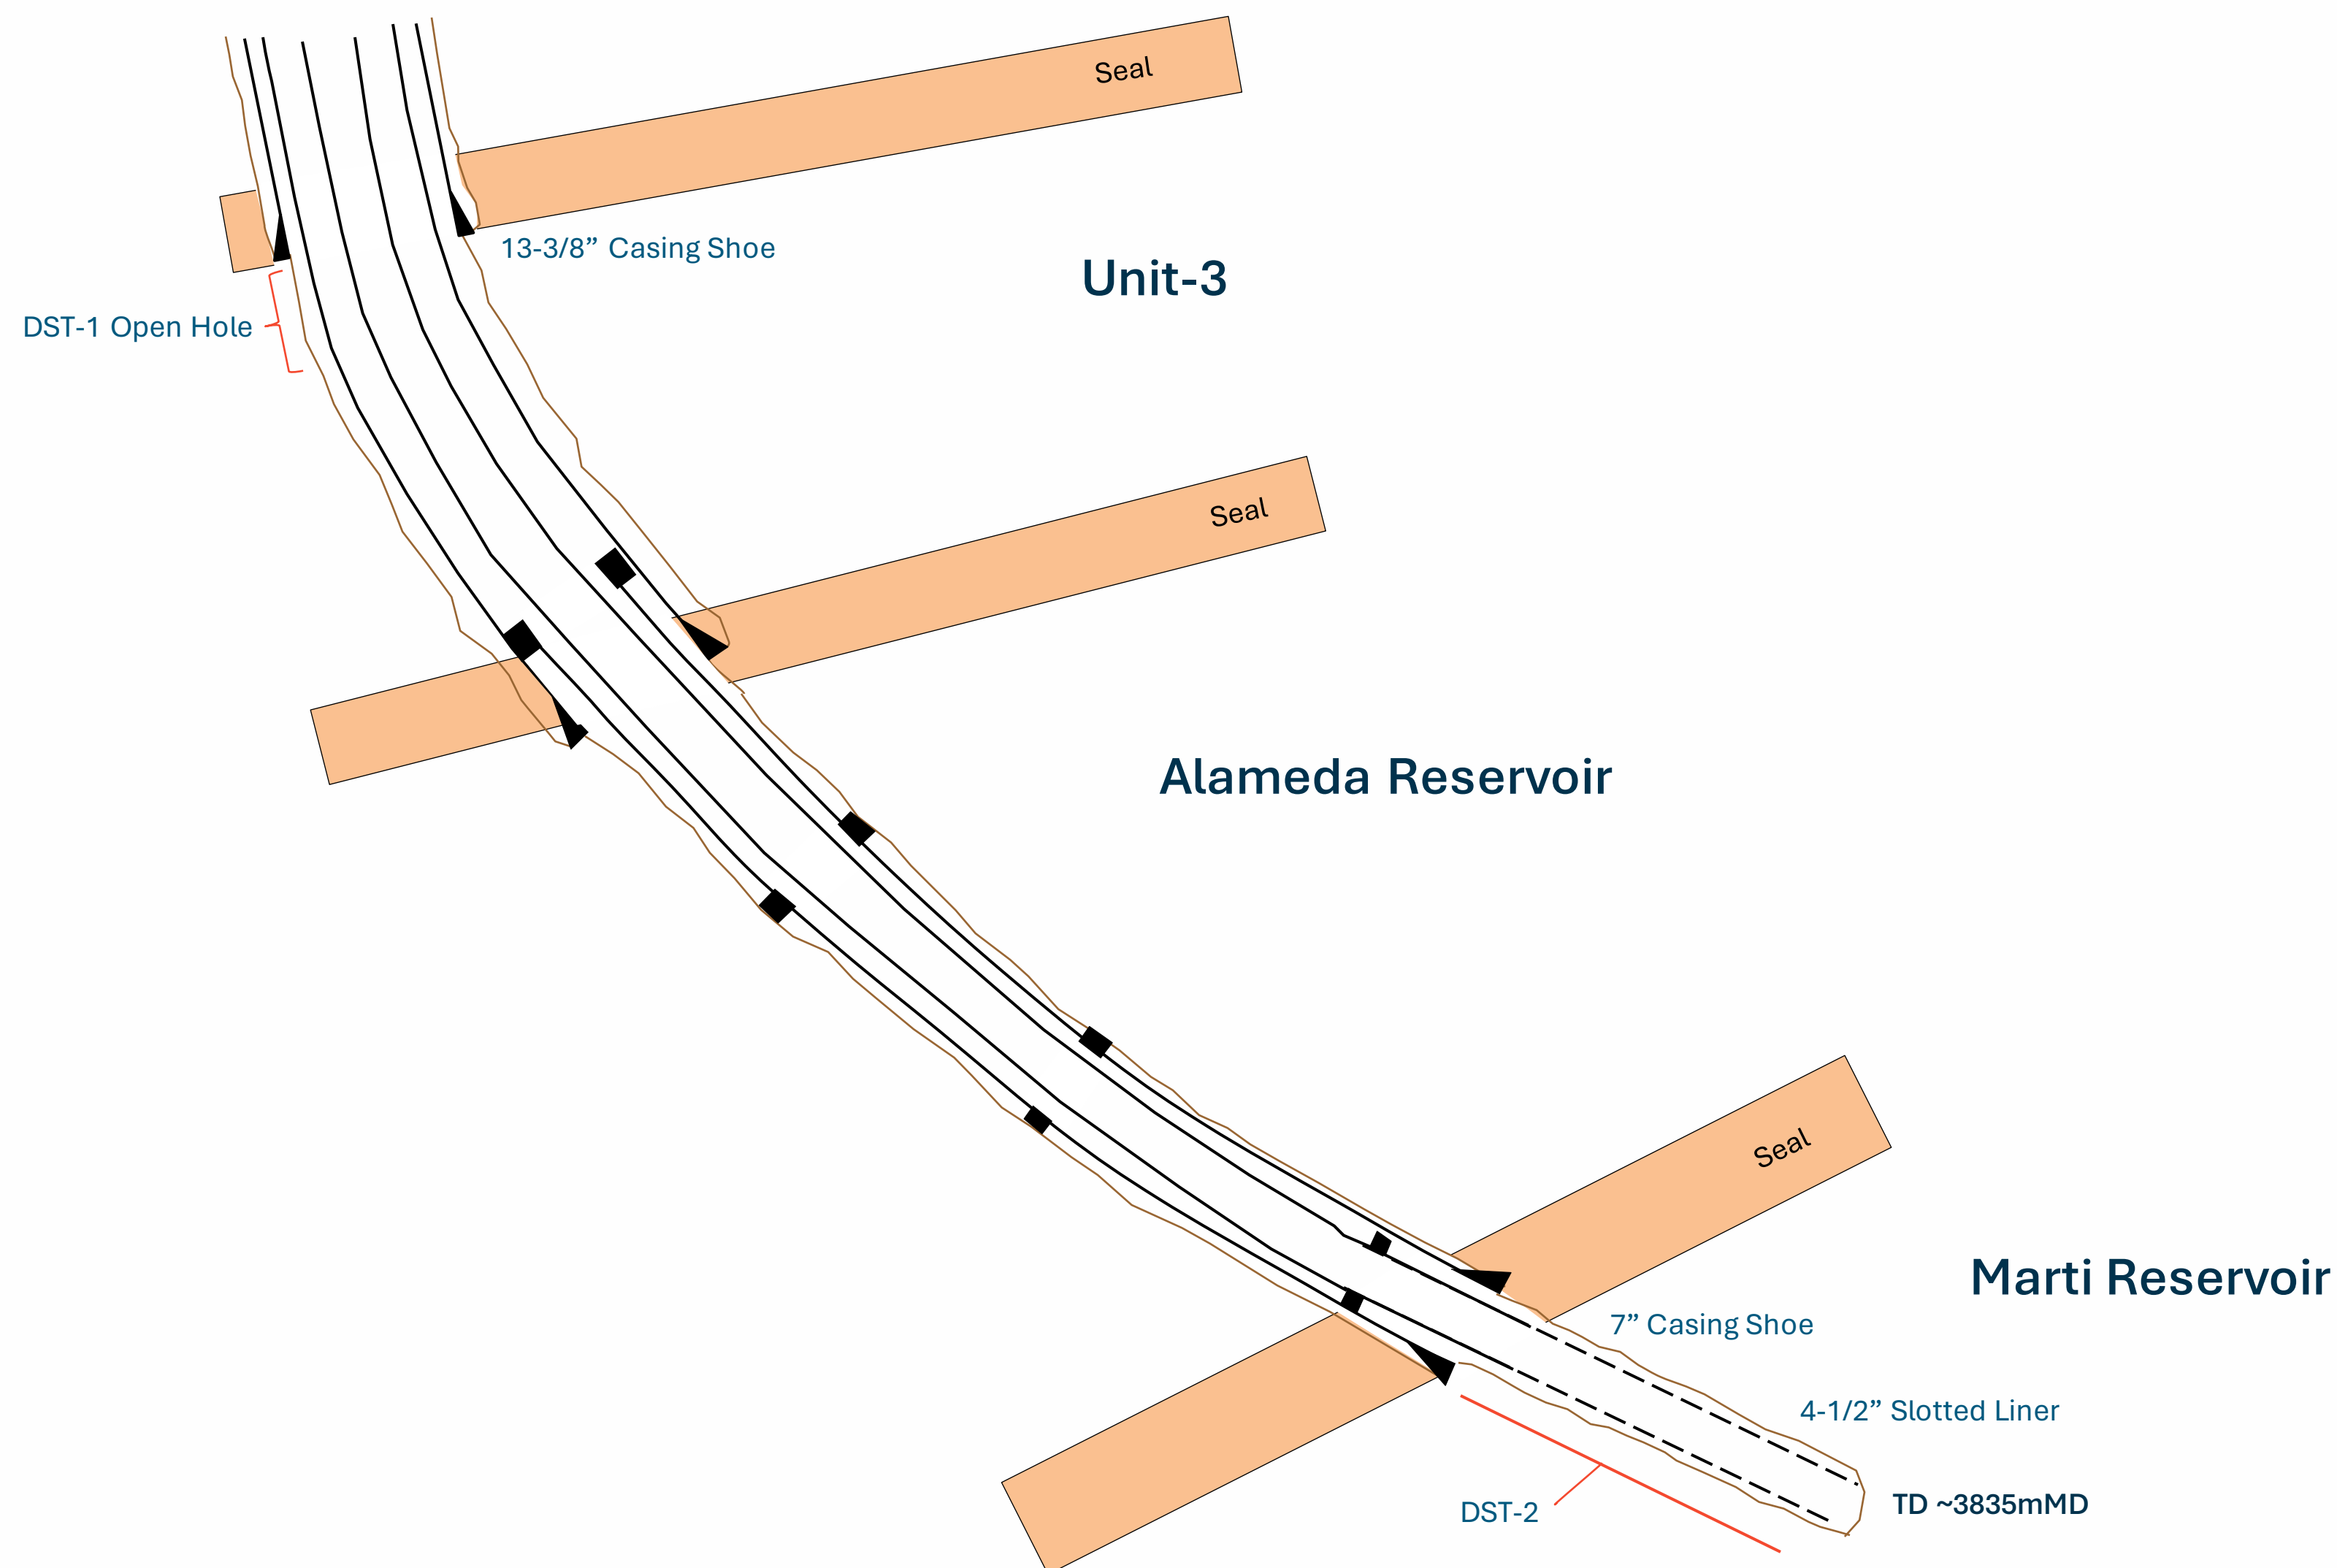 Seal
13-3/8” Casing Shoe
Unit-3
DST-1 Open Hole
Seal
Alameda Reservoir
Seal
Marti Reservoir
7” Casing Shoe
4-1/2” Slotted Liner
DST-2
TD ~3835mMD